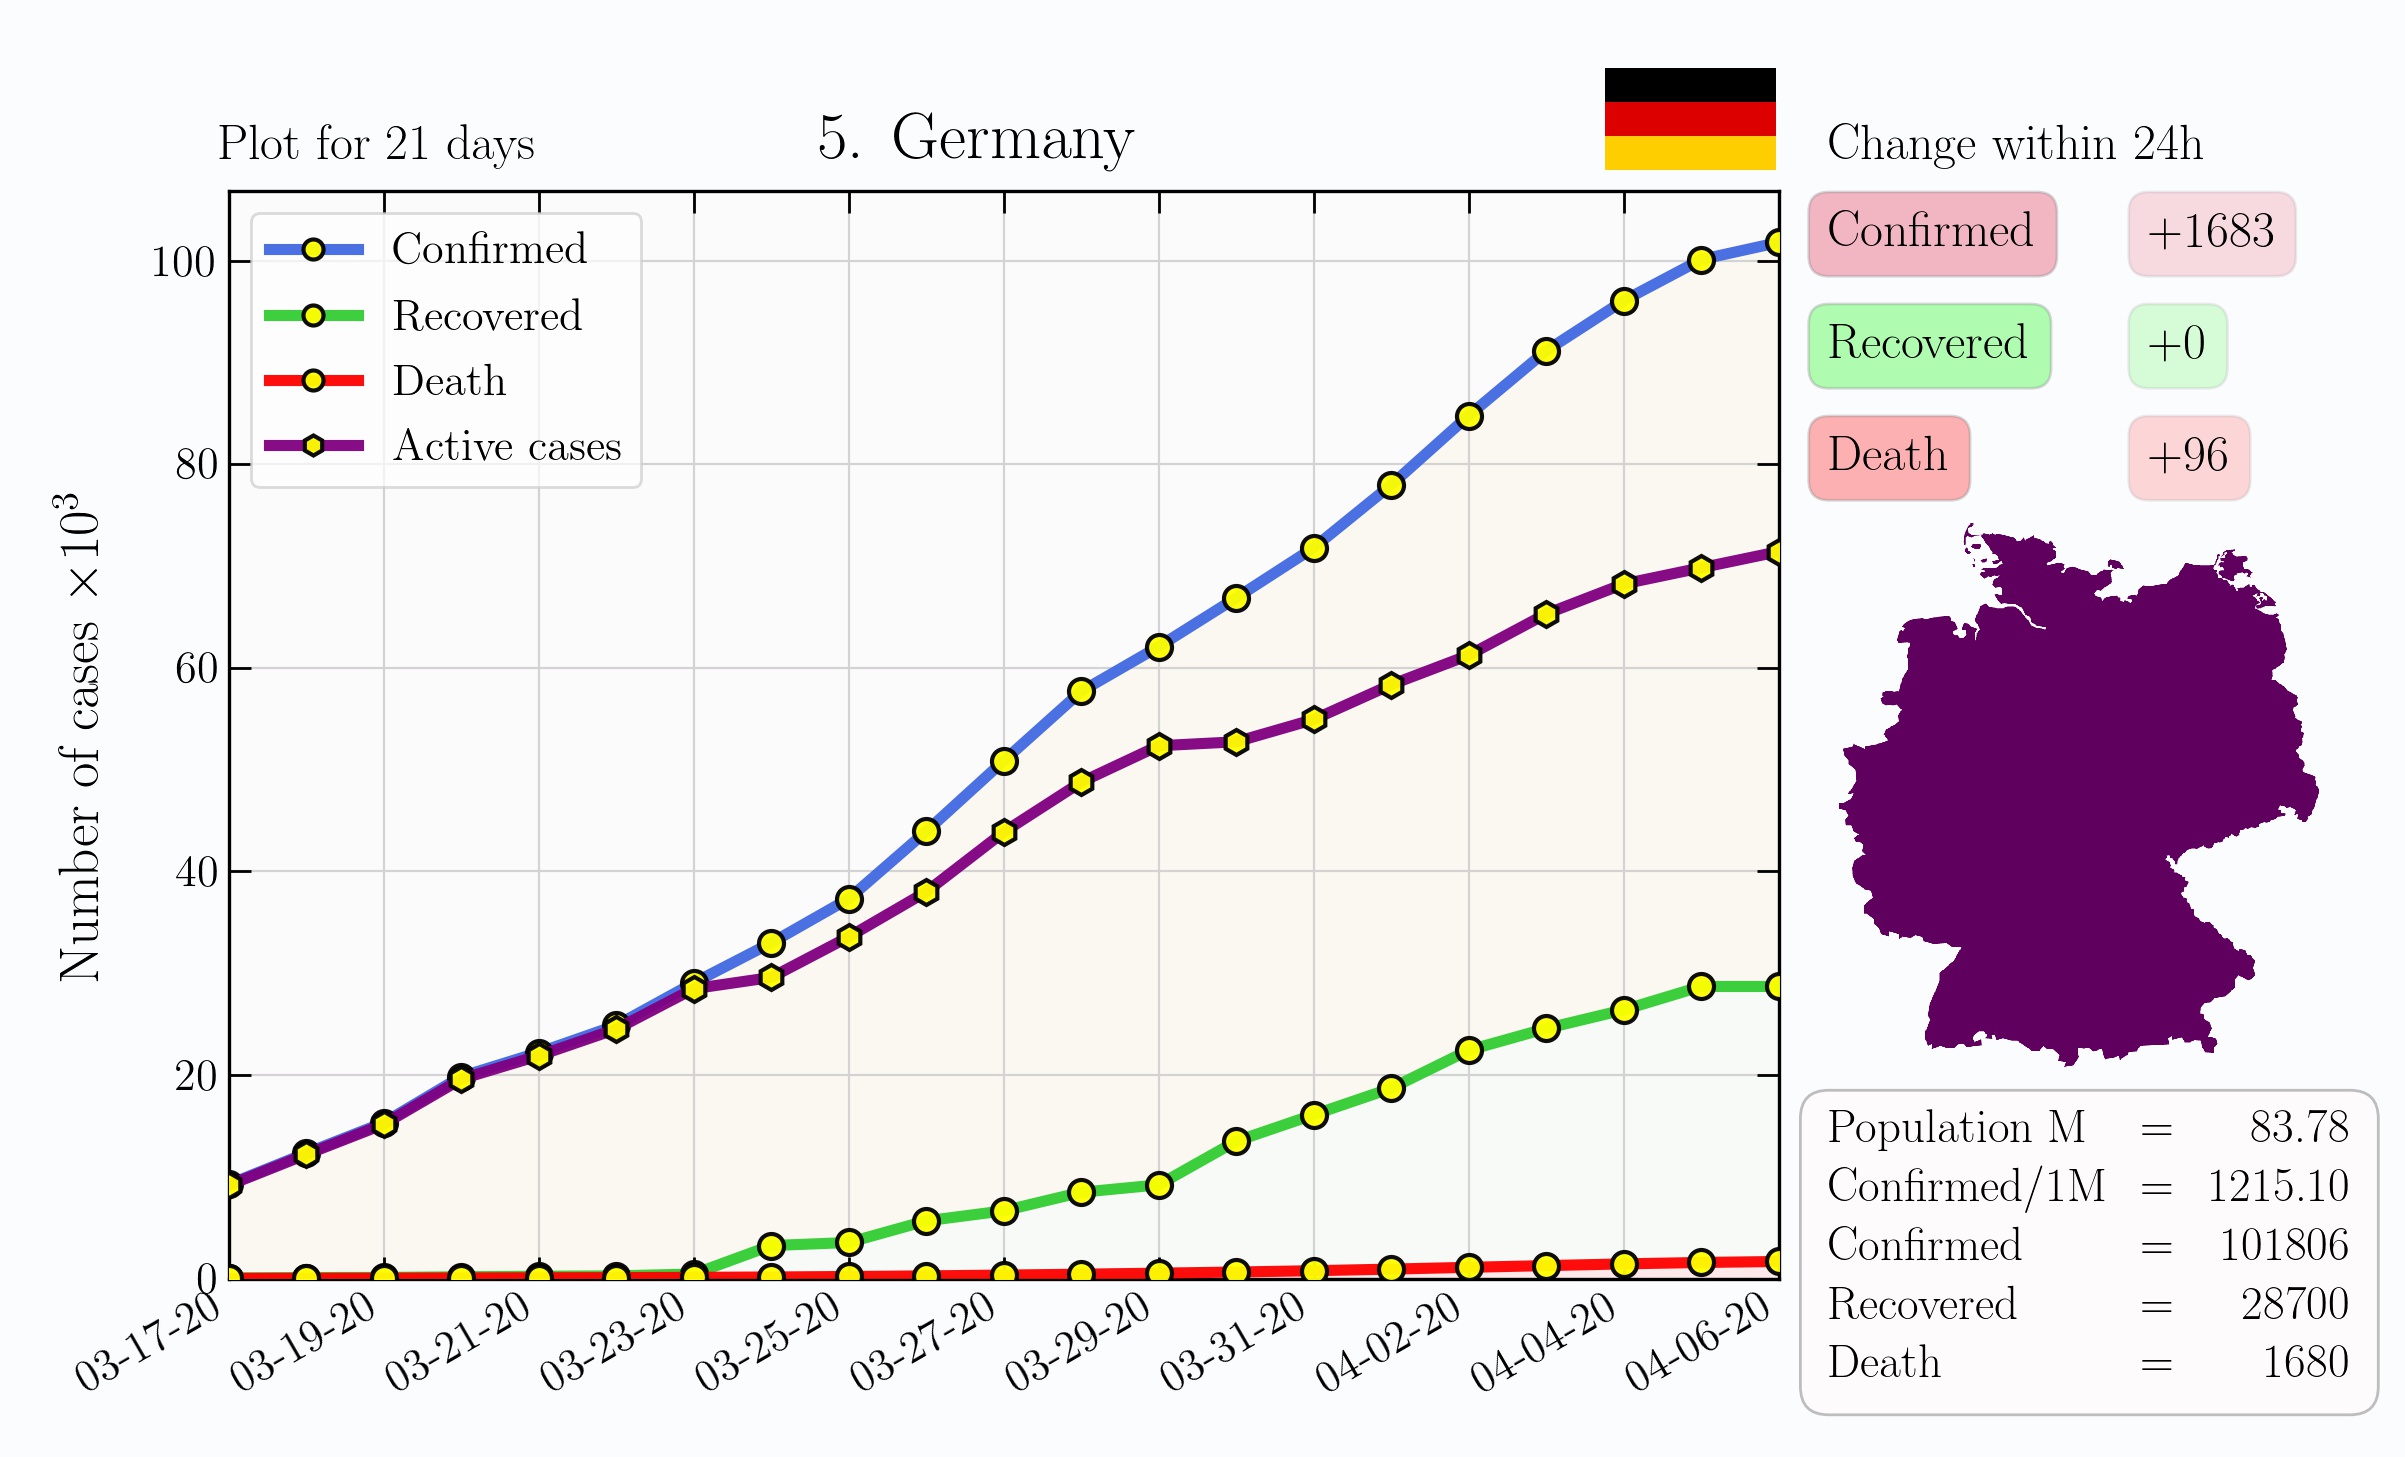 Plot for 21 days
5. Germany
Change within 24h
Confirmed +1683
Recovered +0
Death +96
Confirmed
Recovered
Death
Active cases
Number of cases ×10³
100
80
60
40
20
0
03-17-20
03-19-20
03-21-20
03-23-20
03-25-20
03-27-20
03-29-20
03-31-20
04-02-20
04-04-20
04-06-20
Population M = 83.78
Confirmed/1M = 1215.10
Confirmed = 101806
Recovered = 28700
Death = 1680